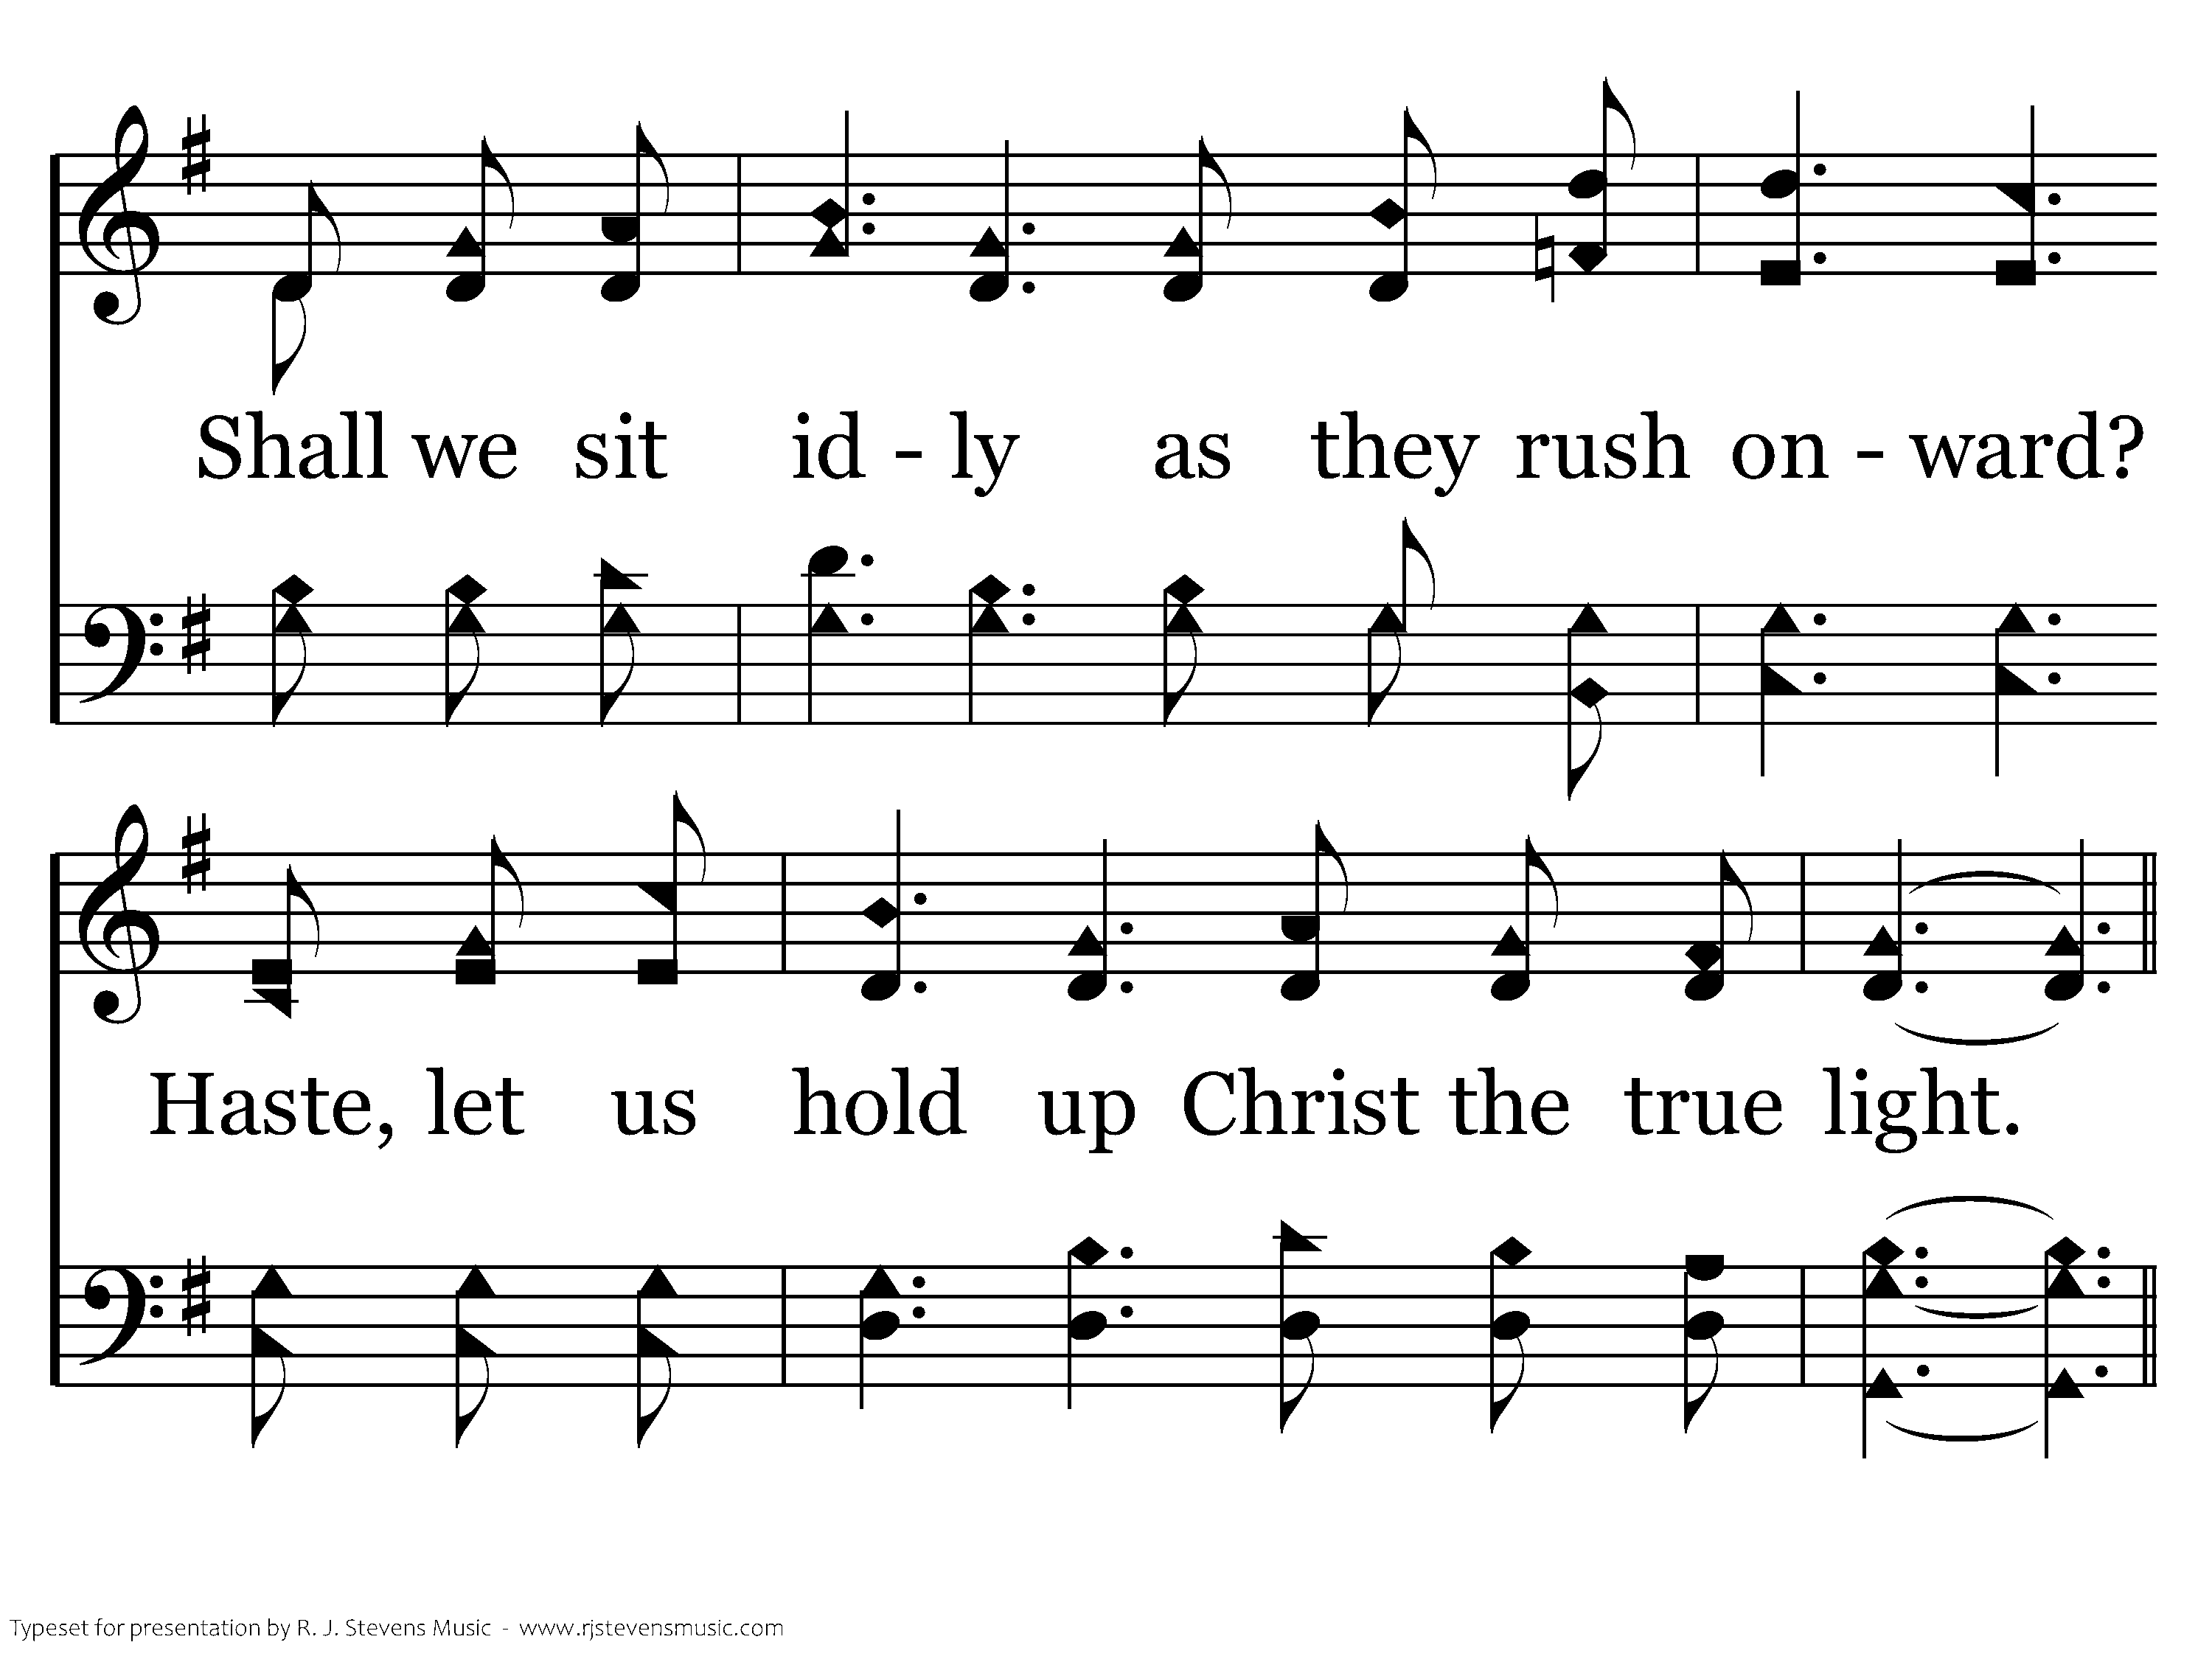 Shall we sit id - ly as they rush on - ward?
Haste, let us hold up Christ the true light.
Typeset for presentation by R. J. Stevens Music - www.rjstevensmusic.com